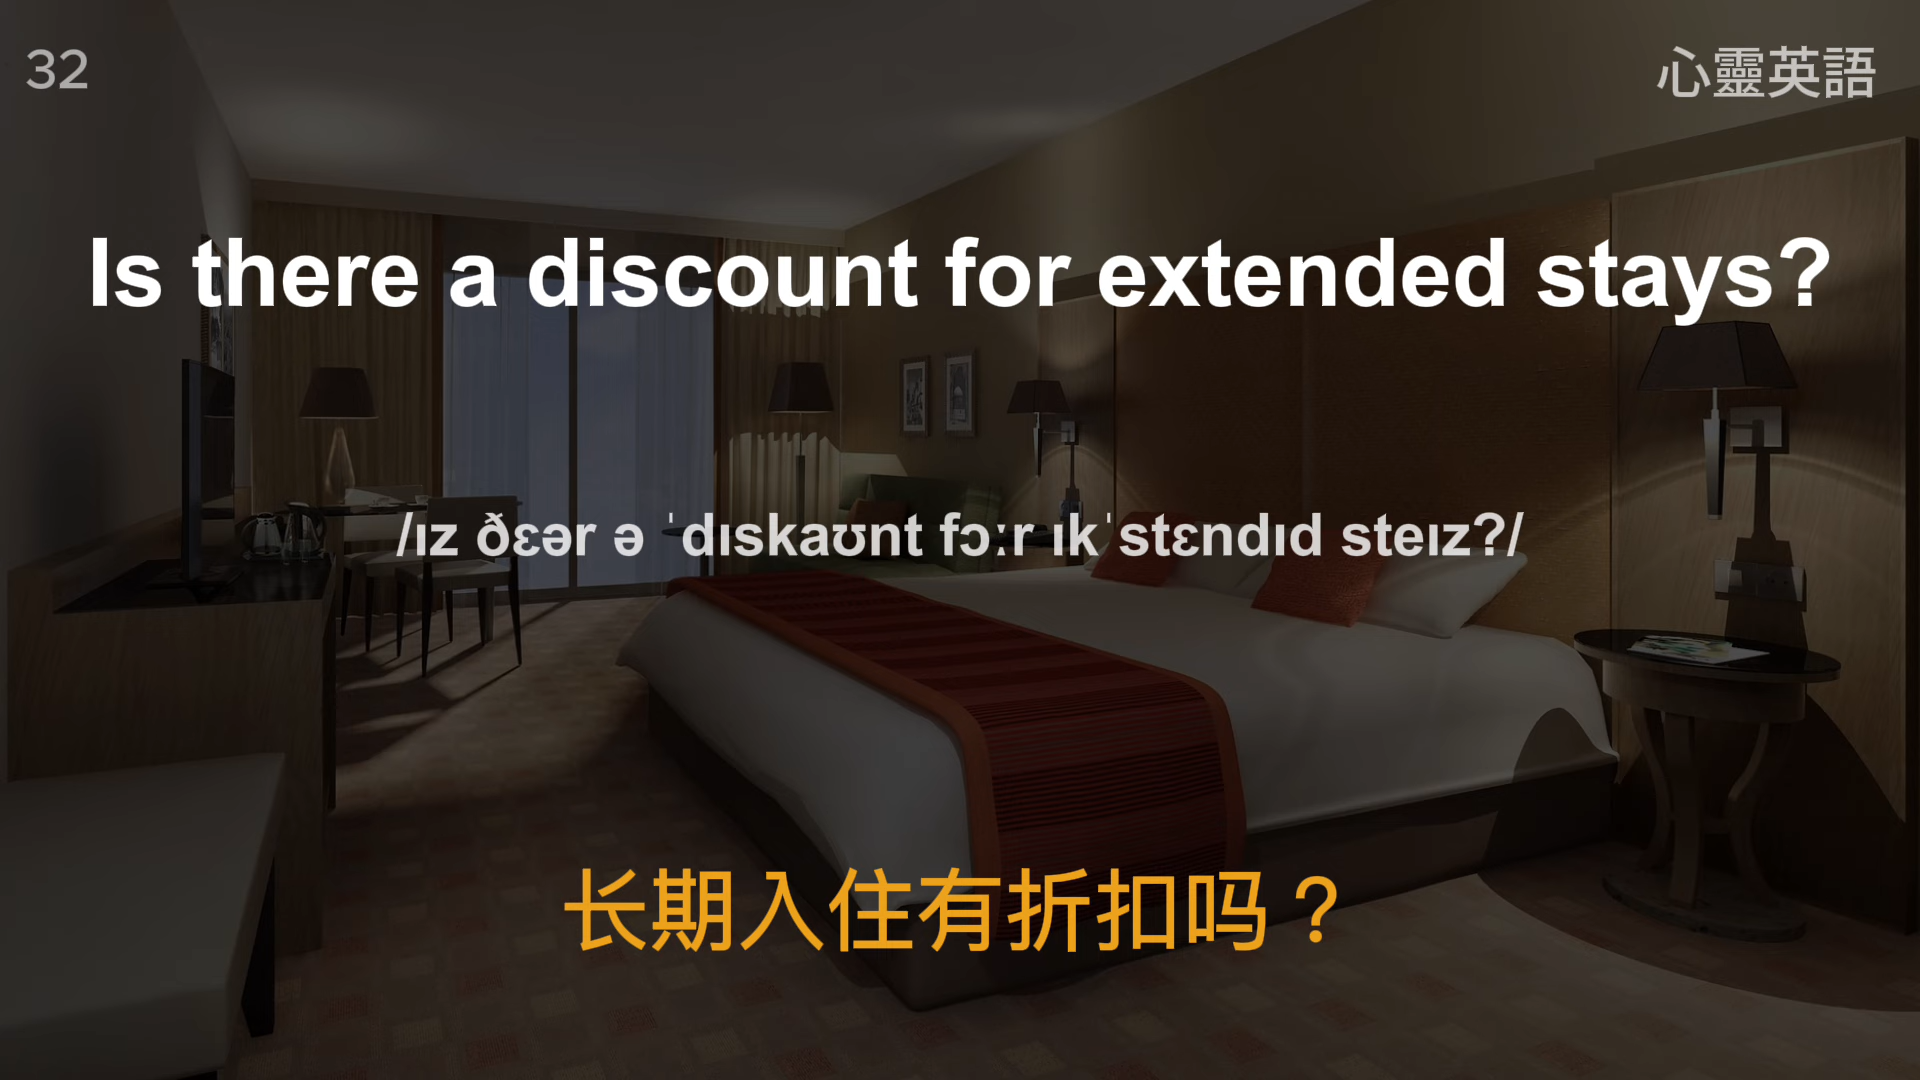 32
心靈英語
Is there a discount for extended stays?
/ɪz ðɛər ə ˈdɪskaʊnt fɔːr ɪkˈstɛndɪd steɪz?/
长期入住有折扣吗？